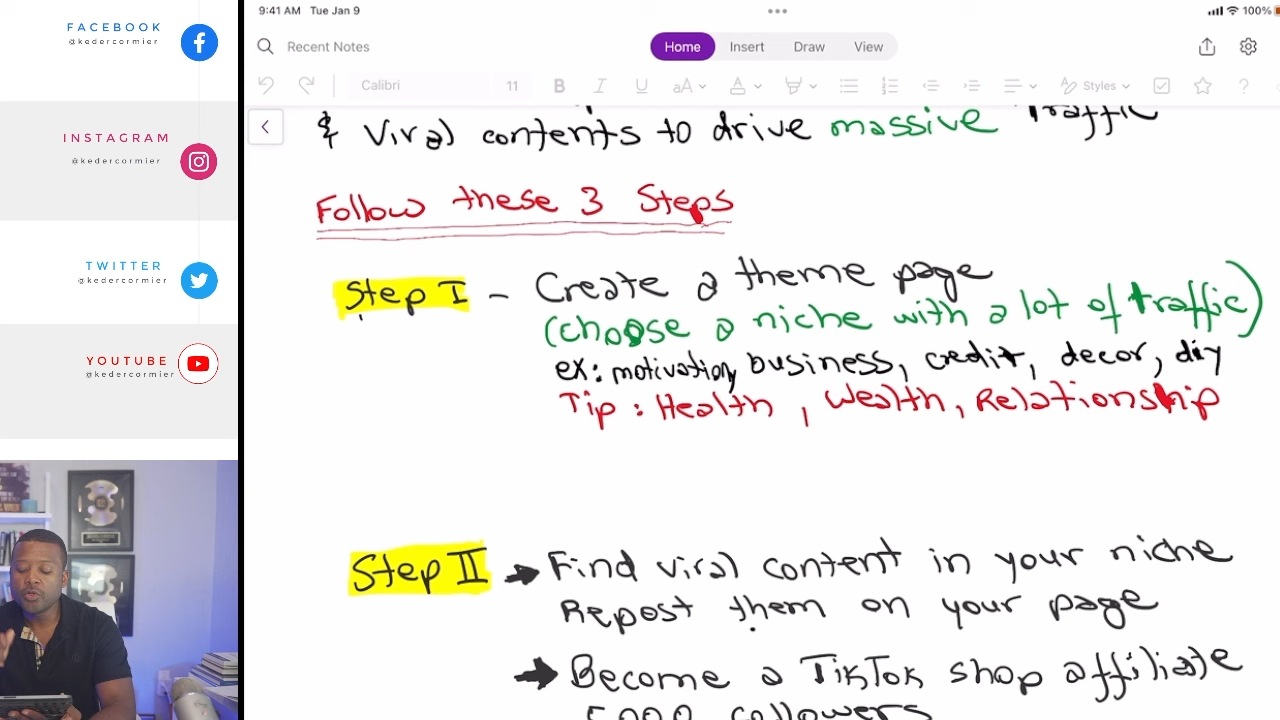 FACEBOOK
@kedercormier
INSTAGRAM
@kedercormier
TWITTER
@kedercormier
YOUTUBE
@kedercormier
9:41 AM Tue Jan 9
100%
Recent Notes
Home Insert Draw View
Calibri 11 B I U Styles
& Viral contents to drive massive Traffic
Follow these 3 Steps
Step I - Create a theme page
(choose a niche with a lot of traffic)
ex: motivation, business, credit, decor, diy
Tip: Health, Wealth, Relationship
Step II → Find viral content in your niche
Repost them on your page
→ Become a TikTok shop affiliate
5000 followers